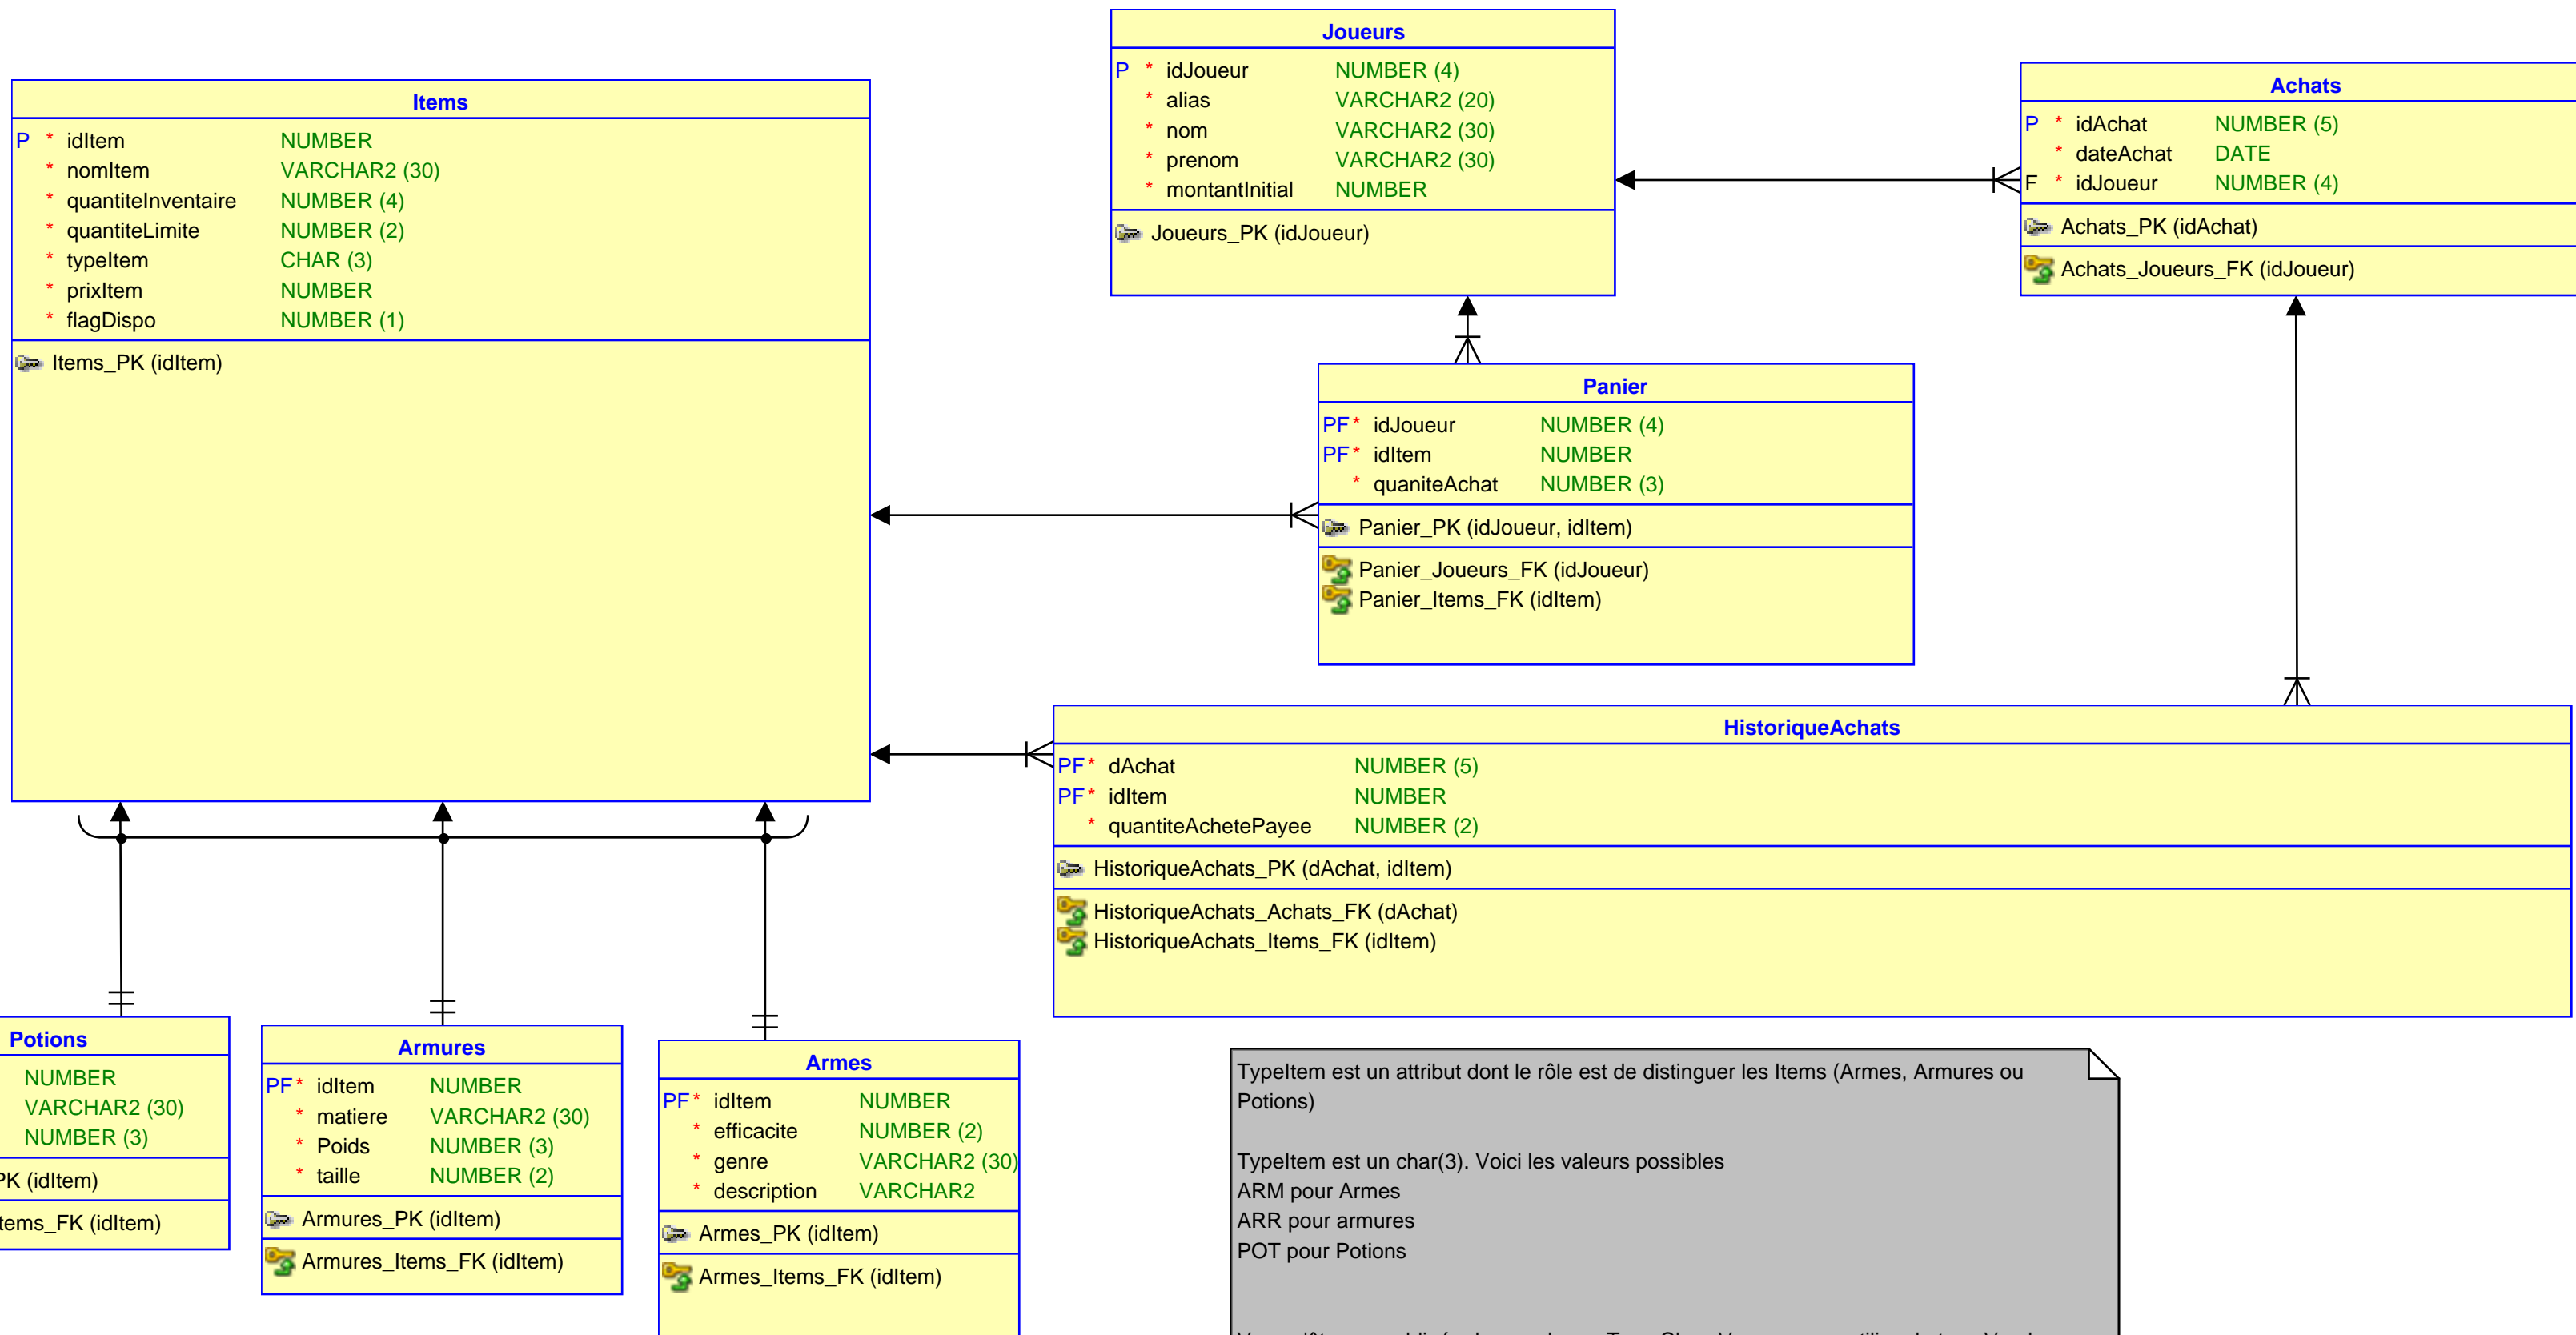 Joueurs
P * idJoueur NUMBER (4)
* alias VARCHAR2 (20)
* nom VARCHAR2 (30)
* prenom VARCHAR2 (30)
* montantInitial NUMBER
Joueurs_PK (idJoueur)
Achats
P * idAchat NUMBER (5)
* dateAchat DATE
F * idJoueur NUMBER (4)
Achats_PK (idAchat)
Achats_Joueurs_FK (idJoueur)
Items
P * idItem NUMBER
* nomItem VARCHAR2 (30)
* quantiteInventaire NUMBER (4)
* quantiteLimite NUMBER (2)
* typeItem CHAR (3)
* prixItem NUMBER
* flagDispo NUMBER (1)
Items_PK (idItem)
Panier
PF* idJoueur NUMBER (4)
PF* idItem NUMBER
* quaniteAchat NUMBER (3)
Panier_PK (idJoueur, idItem)
Panier_Joueurs_FK (idJoueur)
Panier_Items_FK (idItem)
HistoriqueAchats
PF* dAchat NUMBER (5)
PF* idItem NUMBER
* quantiteAchetePayee NUMBER (2)
HistoriqueAchats_PK (dAchat, idItem)
HistoriqueAchats_Achats_FK (dAchat)
HistoriqueAchats_Items_FK (idItem)
Potions
NUMBER
VARCHAR2 (30)
NUMBER (3)
PK (idItem)
tems_FK (idItem)
Armures
PF* idItem NUMBER
* matiere VARCHAR2 (30)
* Poids NUMBER (3)
* taille NUMBER (2)
Armures_PK (idItem)
Armures_Items_FK (idItem)
Armes
PF* idItem NUMBER
* efficacite NUMBER (2)
* genre VARCHAR2 (30)
* description VARCHAR2
Armes_PK (idItem)
Armes_Items_FK (idItem)
TypeItem est un attribut dont le rôle est de distinguer les Items (Armes, Armures ou
Potions)
TypeItem est un char(3). Voici les valeurs possibles
ARM pour Armes
ARR pour armures
POT pour Potions